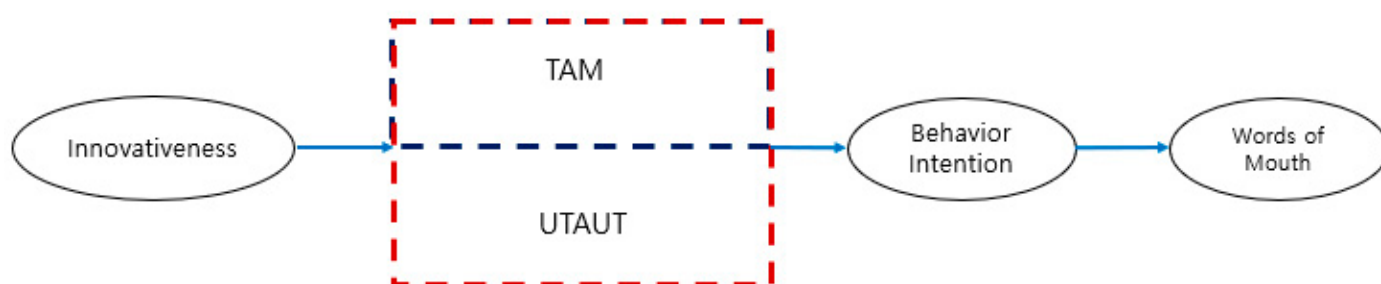 TAM
Innovativeness
Behavior
Intention
Words of
Mouth
UTAUT